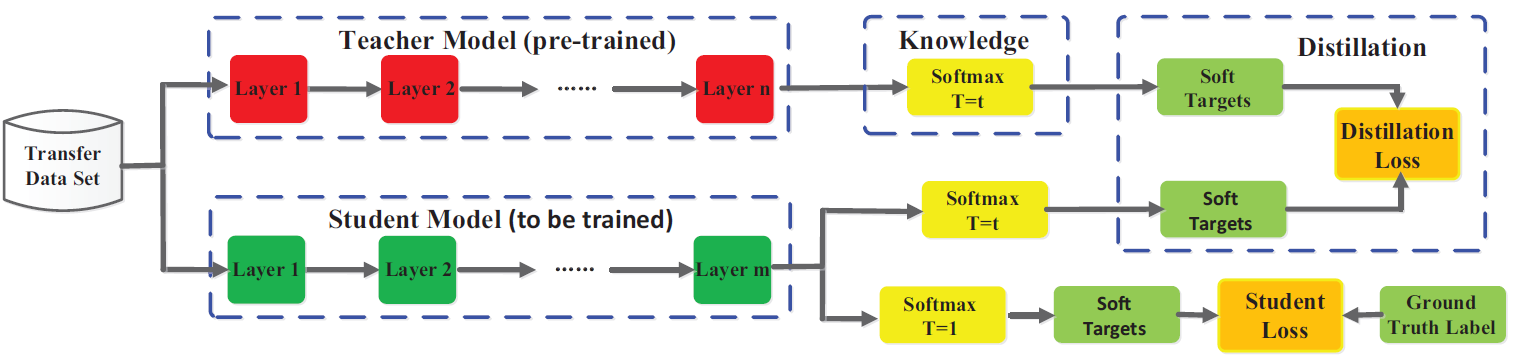 Transfer
Data Set
Teacher Model (pre-trained)
Layer 1
Layer 2
......
Layer n
Knowledge
Softmax
T=t
Distillation
Soft
Targets
Distillation
Loss
Student Model (to be trained)
Layer 1
Layer 2
......
Layer m
Softmax
T=t
Soft
Targets
Softmax
T=1
Soft
Targets
Student
Loss
Ground
Truth Label